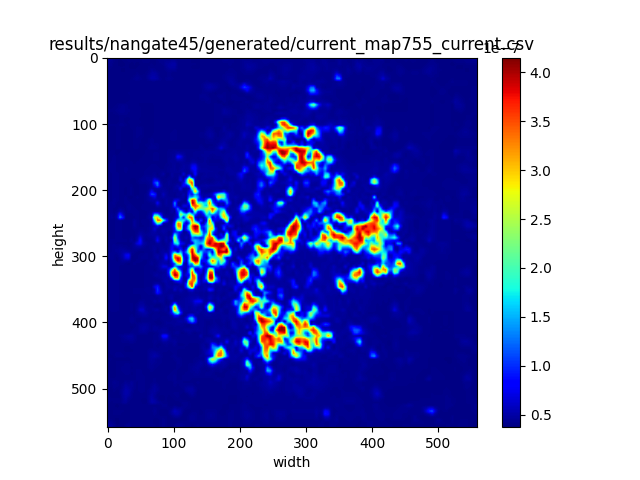 results/nangate45/generated/current_map755_current.csv
1e−7
0
100
200
300
400
500
height
0 100 200 300 400 500
width
4.0
3.5
3.0
2.5
2.0
1.5
1.0
0.5